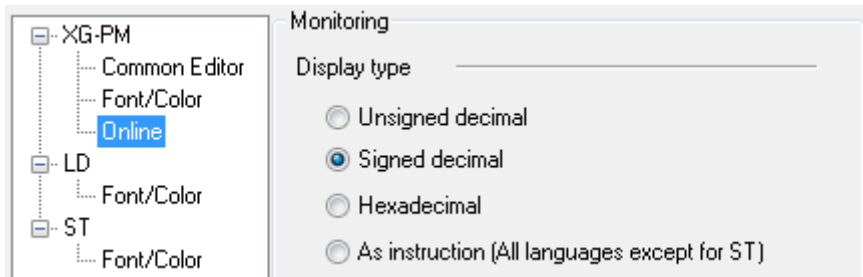 XG-PM
Common Editor
Font/Color
Online
LD
Font/Color
ST
Font/Color
Monitoring
Display type
Unsigned decimal
Signed decimal
Hexadecimal
As instruction (All languages except for ST)